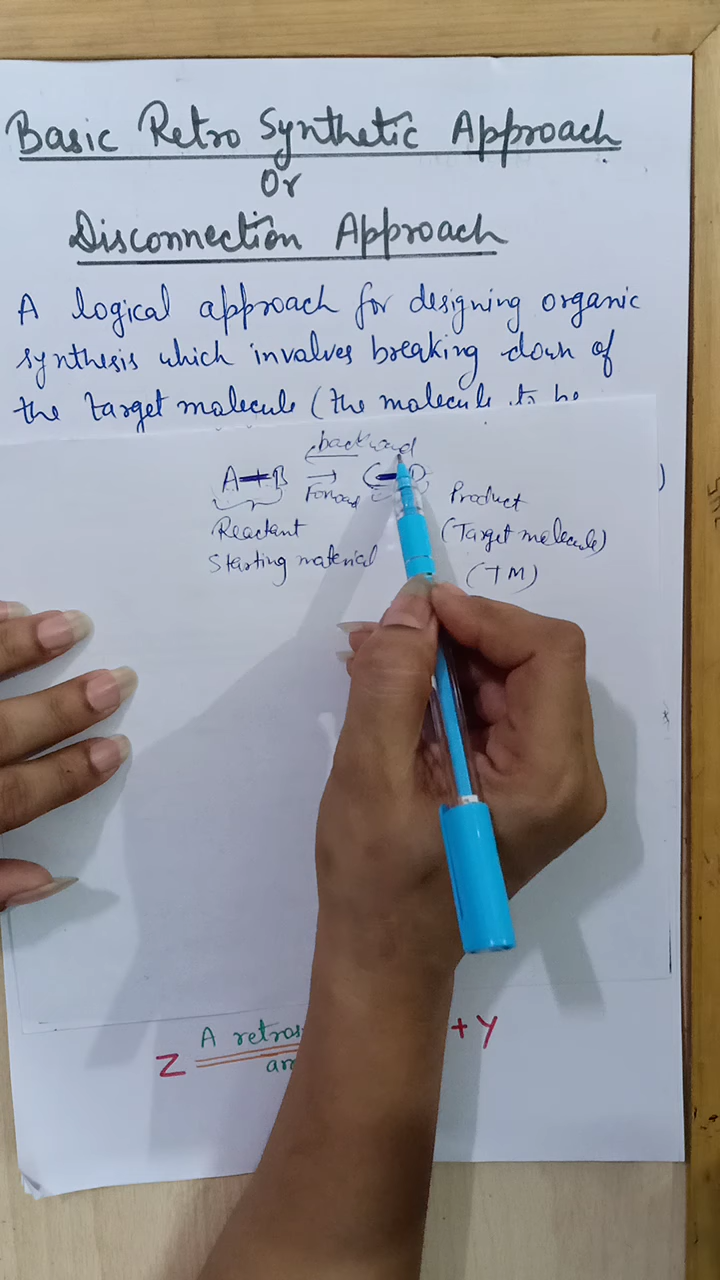 Basic Retro Synthetic Approach
Or
Disconnection Approach
A logical approach for designing organic
synthesis which involves breaking down of
the target molecule (the molecule to be
backward
A + B → C - D Product
Forward
Reactant (Target molecule)
Starting material (TM)
)
A retros
Z + Y